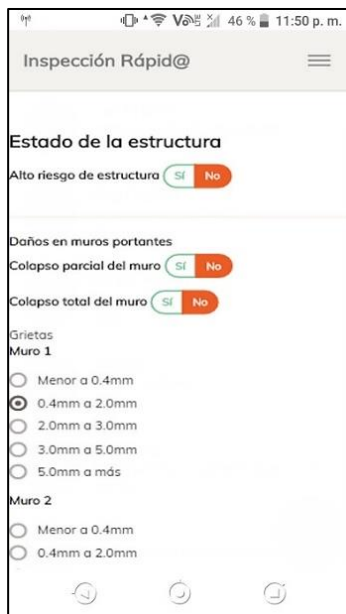 46 % 11:50 p. m.
Inspección Rápid@
Estado de la estructura
Alto riesgo de estructura Sí No
Daños en muros portantes
Colapso parcial del muro Sí No
Colapso total del muro Sí No
Grietas
Muro 1
Menor a 0.4mm
0.4mm a 2.0mm
2.0mm a 3.0mm
3.0mm a 5.0mm
5.0mm a más
Muro 2
Menor a 0.4mm
0.4mm a 2.0mm